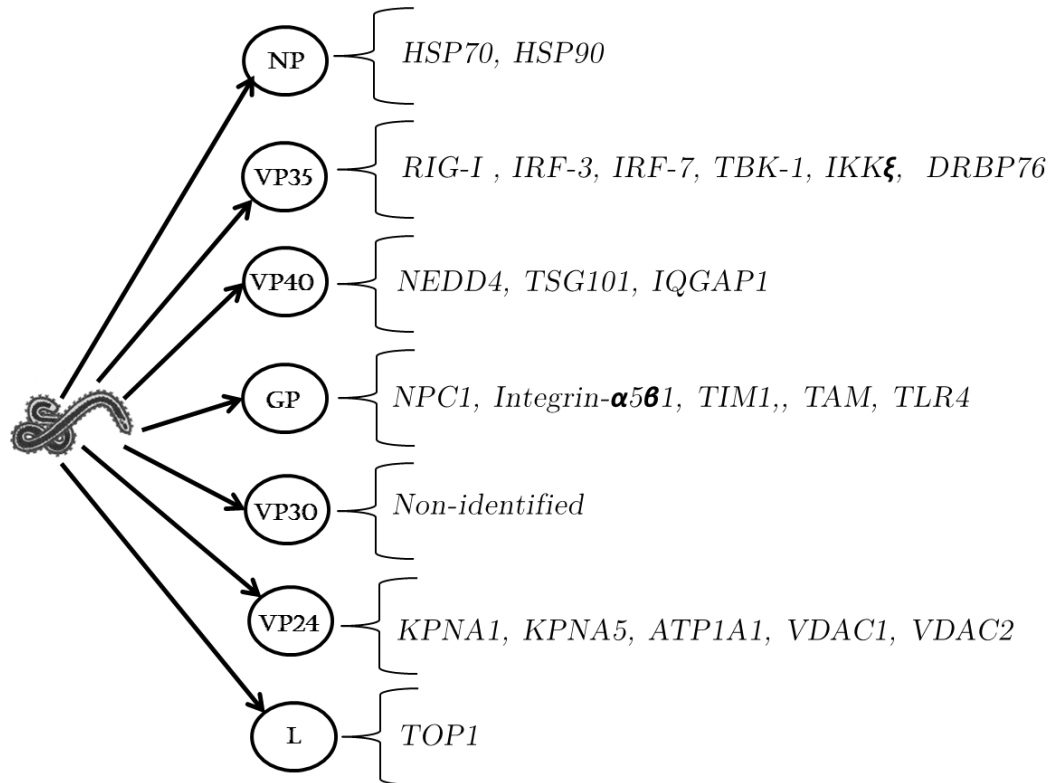 NP HSP70, HSP90
VP35 RIG-I , IRF-3, IRF-7, TBK-1, IKKξ, DRBP76
VP40 NEDD4, TSG101, IQGAP1
GP NPC1, Integrin-α5ϐ1, TIM1,, TAM, TLR4
VP30 Non-identified
VP24 KPNA1, KPNA5, ATP1A1, VDAC1, VDAC2
L TOP1